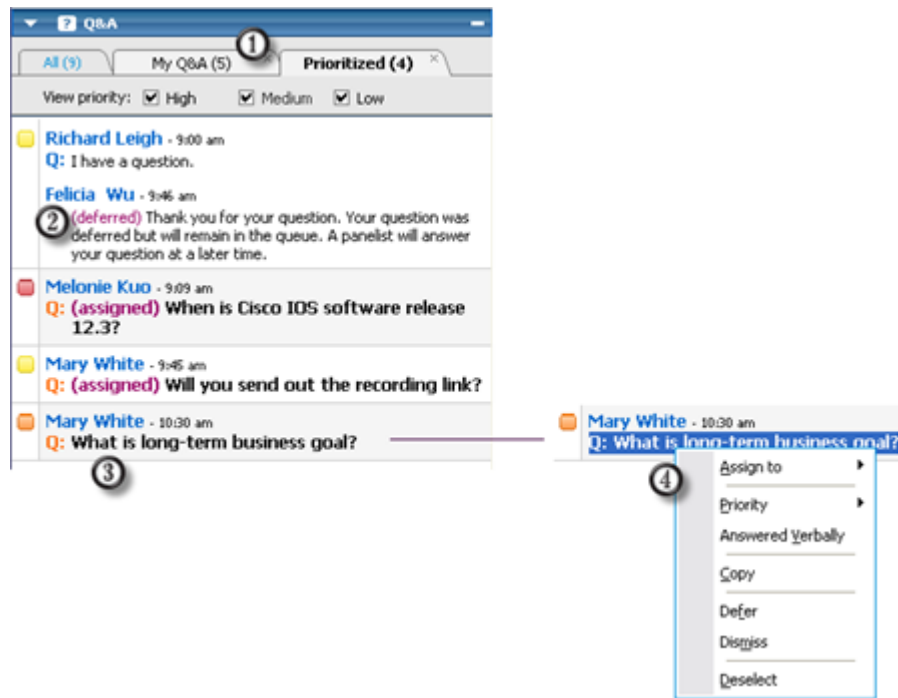 Q&A
All (9) My Q&A (5) Prioritized (4)
1
View priority: High Medium Low
Richard Leigh - 9:00 am
Q: I have a question.
Felicia Wu - 9:46 am
2
(deferred) Thank you for your question. Your question was
deferred but will remain in the queue. A panelist will answer
your question at a later time.
Melonie Kuo - 9:09 am
Q: (assigned) When is Cisco IOS software release
12.3?
Mary White - 9:45 am
Q: (assigned) Will you send out the recording link?
Mary White - 10:30 am
Q: What is long-term business goal?
3
Mary White - 10:30 am
Q: What is long-term business goal?
4
Assign to
Priority
Answered Verbally
Copy
Defer
Dismiss
Deselect